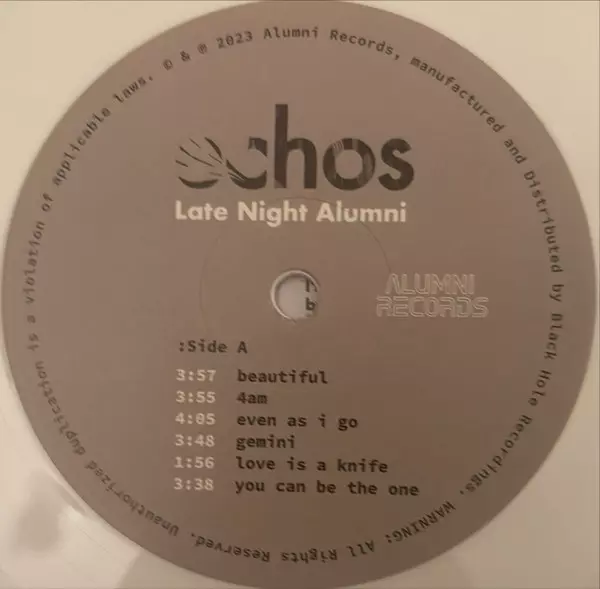 echos
Late Night Alumni
ALUMNI
RECORDS
:Side A
3:57 beautiful
3:55 4am
4:05 even as i go
3:48 gemini
1:56 love is a knife
3:38 you can be the one
© & ℗ 2023 Alumni Records, manufactured and Distributed by Black Hole Recordings. WARNING: All Rights Reserved. Unauthorized duplication is a violation of applicable laws.